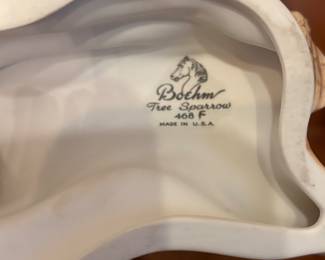 Boehm
Tree Sparrow
468 F
MADE IN U.S.A.